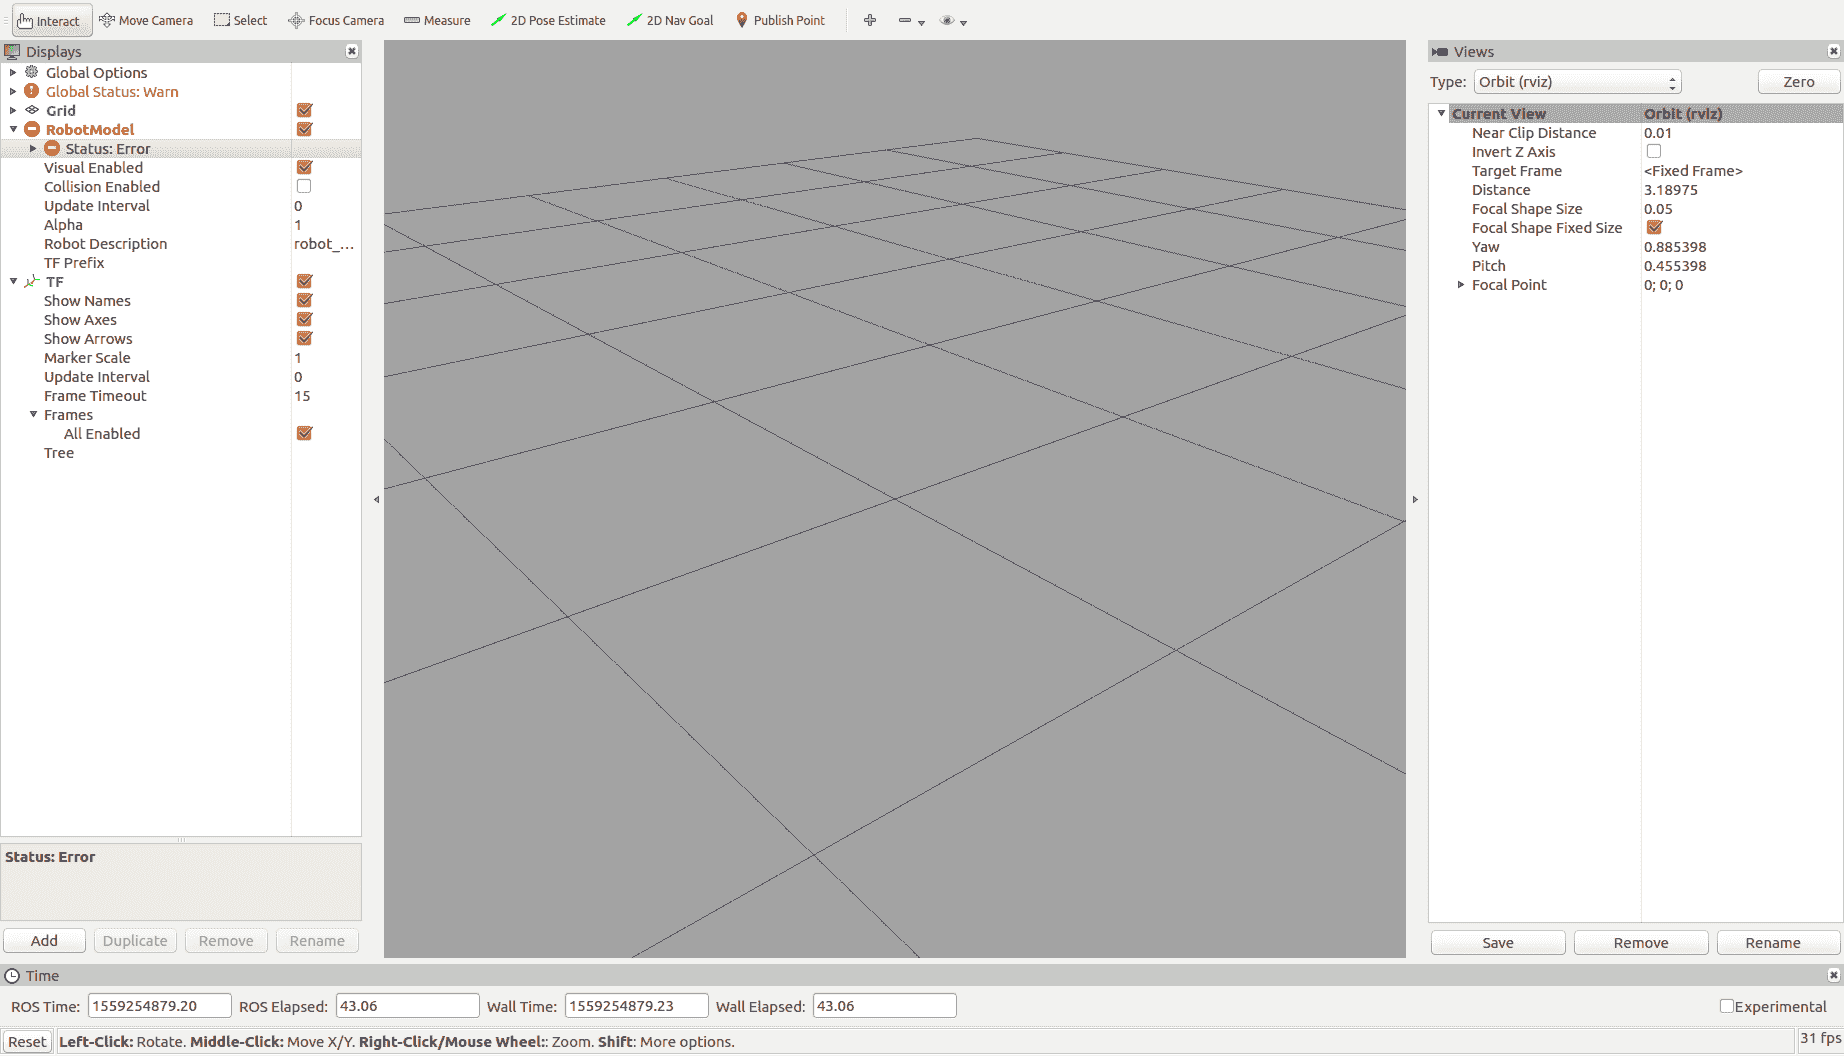 Interact Move Camera Select Focus Camera Measure 2D Pose Estimate 2D Nav Goal Publish Point
Displays
Global Options
Global Status: Warn
Grid
RobotModel
Status: Error
Visual Enabled
Collision Enabled
Update Interval 0
Alpha 1
Robot Description robot_...
TF Prefix
TF
Show Names
Show Axes
Show Arrows
Marker Scale 1
Update Interval 0
Frame Timeout 15
Frames
All Enabled
Tree
Status: Error
Add Duplicate Remove Rename
Views
Type: Orbit (rviz) Zero
Current View Orbit (rviz)
Near Clip Distance 0.01
Invert Z Axis
Target Frame <Fixed Frame>
Distance 3.18975
Focal Shape Size 0.05
Focal Shape Fixed Size
Yaw 0.885398
Pitch 0.455398
Focal Point 0; 0; 0
Save Remove Rename
Time
ROS Time: 1559254879.20 ROS Elapsed: 43.06 Wall Time: 1559254879.23 Wall Elapsed: 43.06 Experimental
Reset Left-Click: Rotate. Middle-Click: Move X/Y. Right-Click/Mouse Wheel:: Zoom. Shift: More options. 31 fps